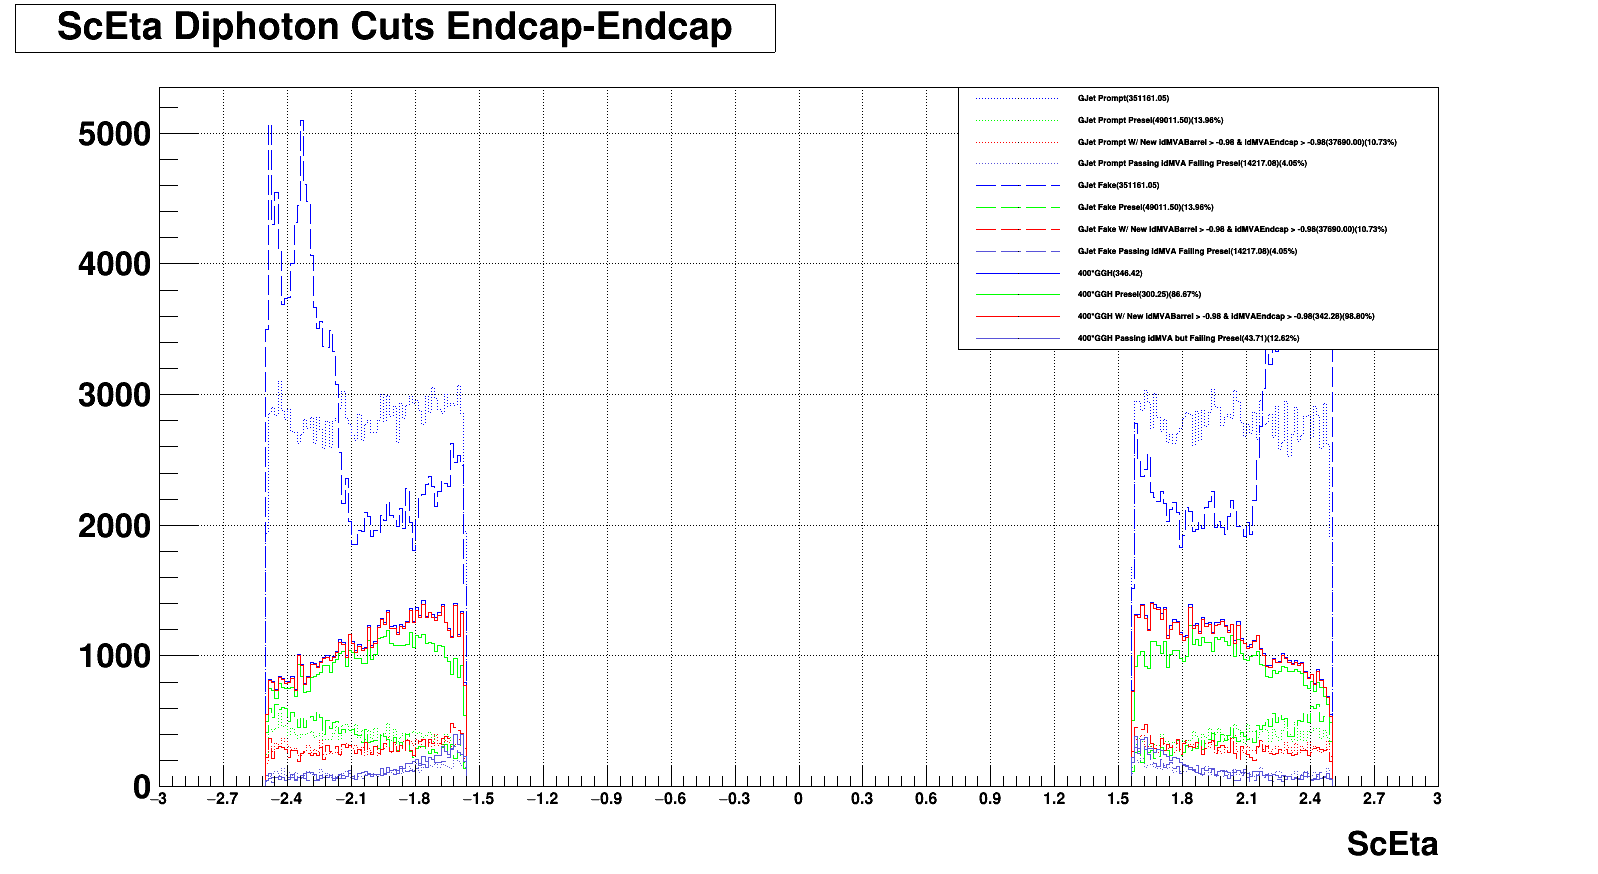 ScEta Diphoton Cuts Endcap-Endcap
GJet Prompt(351161.05)
GJet Prompt Presel(49011.50)(13.96%)
GJet Prompt W/ New idMVABarrel > -0.98 & idMVAEndcap > -0.98(37690.00)(10.73%)
GJet Prompt Passing idMVA Failing Presel(14217.08)(4.05%)
GJet Fake(351161.05)
GJet Fake Presel(49011.50)(13.96%)
GJet Fake W/ New idMVABarrel > -0.98 & idMVAEndcap > -0.98(37690.00)(10.73%)
GJet Fake Passing idMVA Failing Presel(14217.08)(4.05%)
400*GGH(346.42)
400*GGH Presel(300.25)(86.67%)
400*GGH W/ New idMVABarrel > -0.98 & idMVAEndcap > -0.98(342.28)(98.80%)
400*GGH Passing idMVA but Failing Presel(43.71)(12.62%)
5000
4000
3000
2000
1000
0
−3 −2.7 −2.4 −2.1 −1.8 −1.5 −1.2 −0.9 −0.6 −0.3 0 0.3 0.6 0.9 1.2 1.5 1.8 2.1 2.4 2.7 3
ScEta